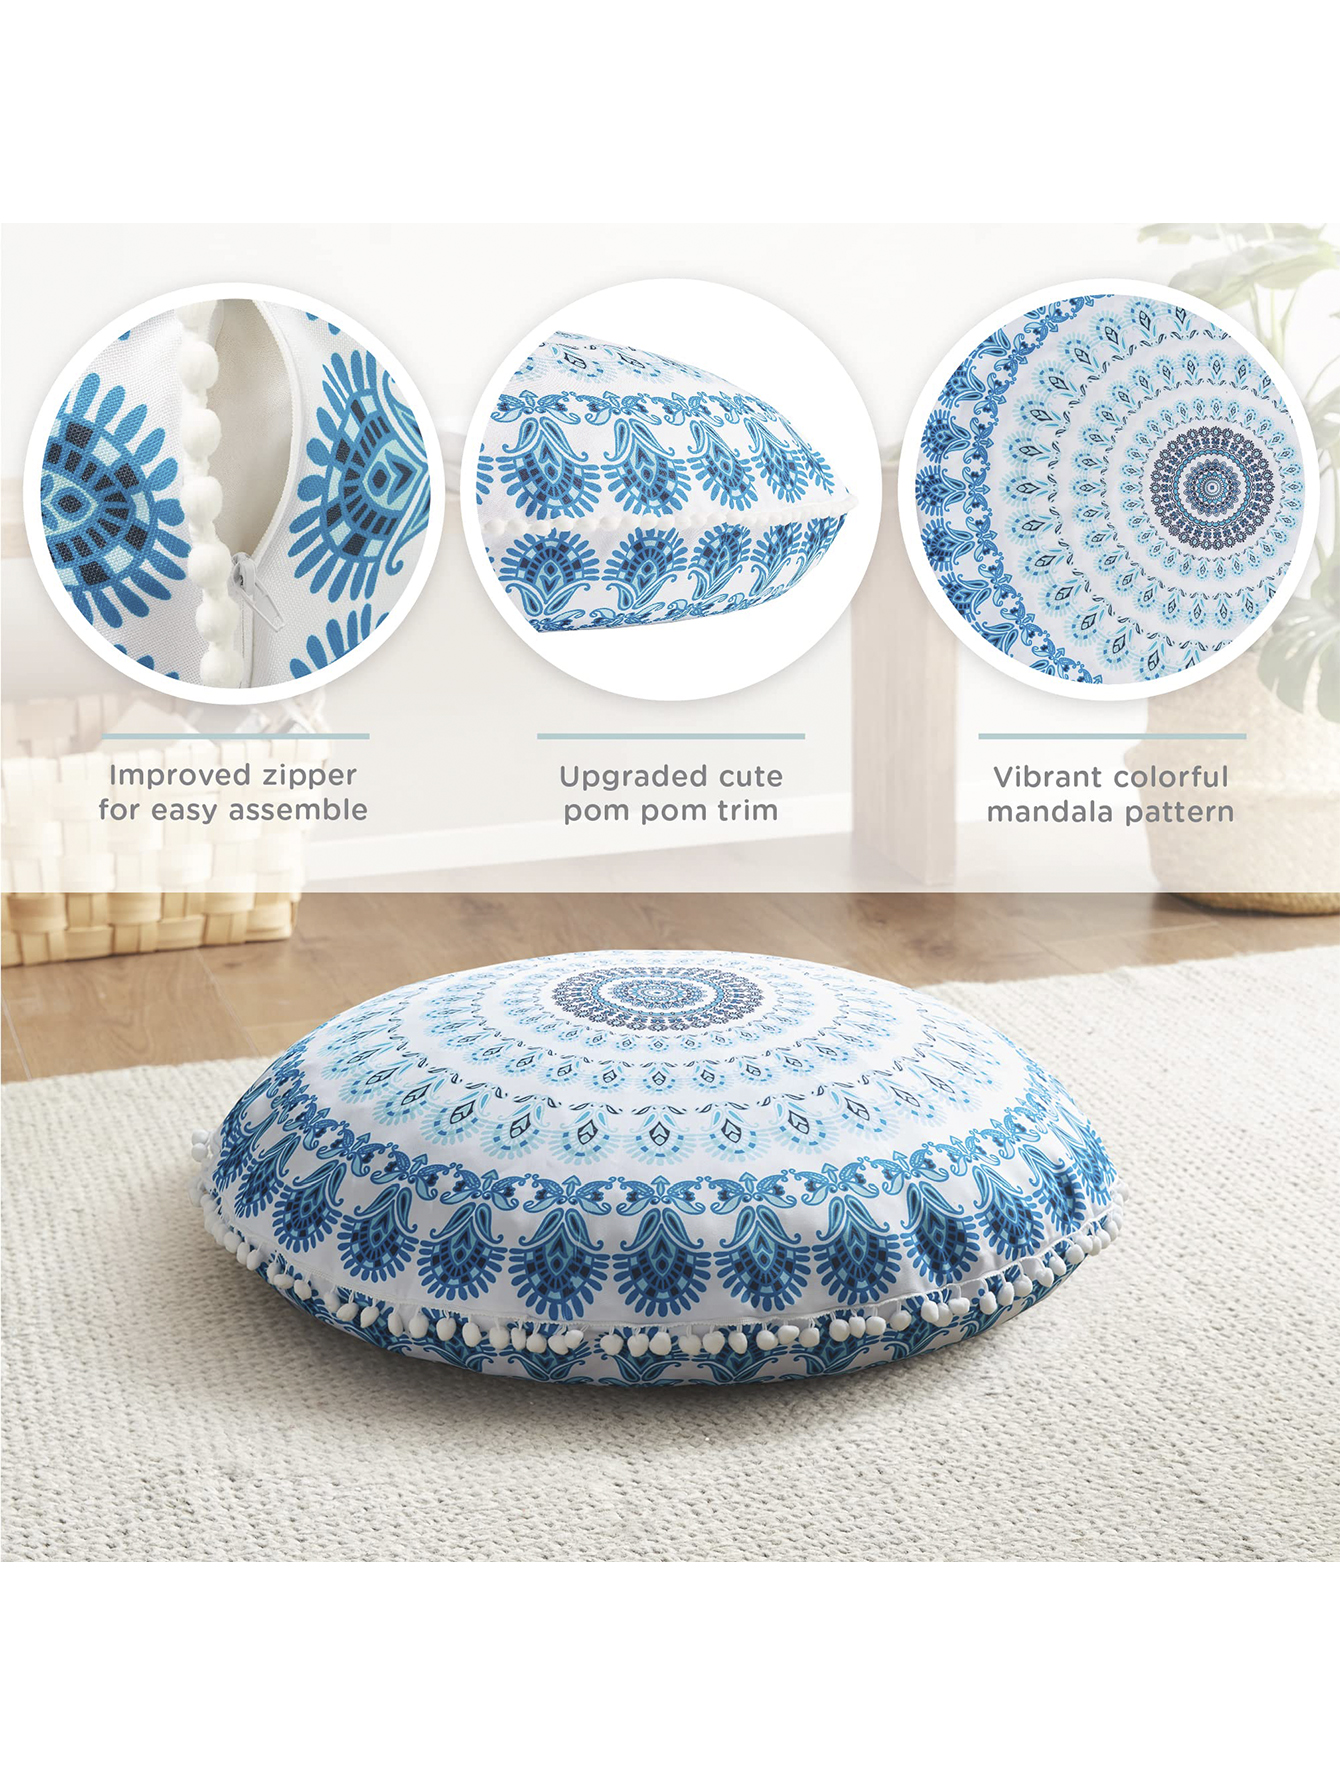 Improved zipper
for easy assemble
Upgraded cute
pom pom trim
Vibrant colorful
mandala pattern